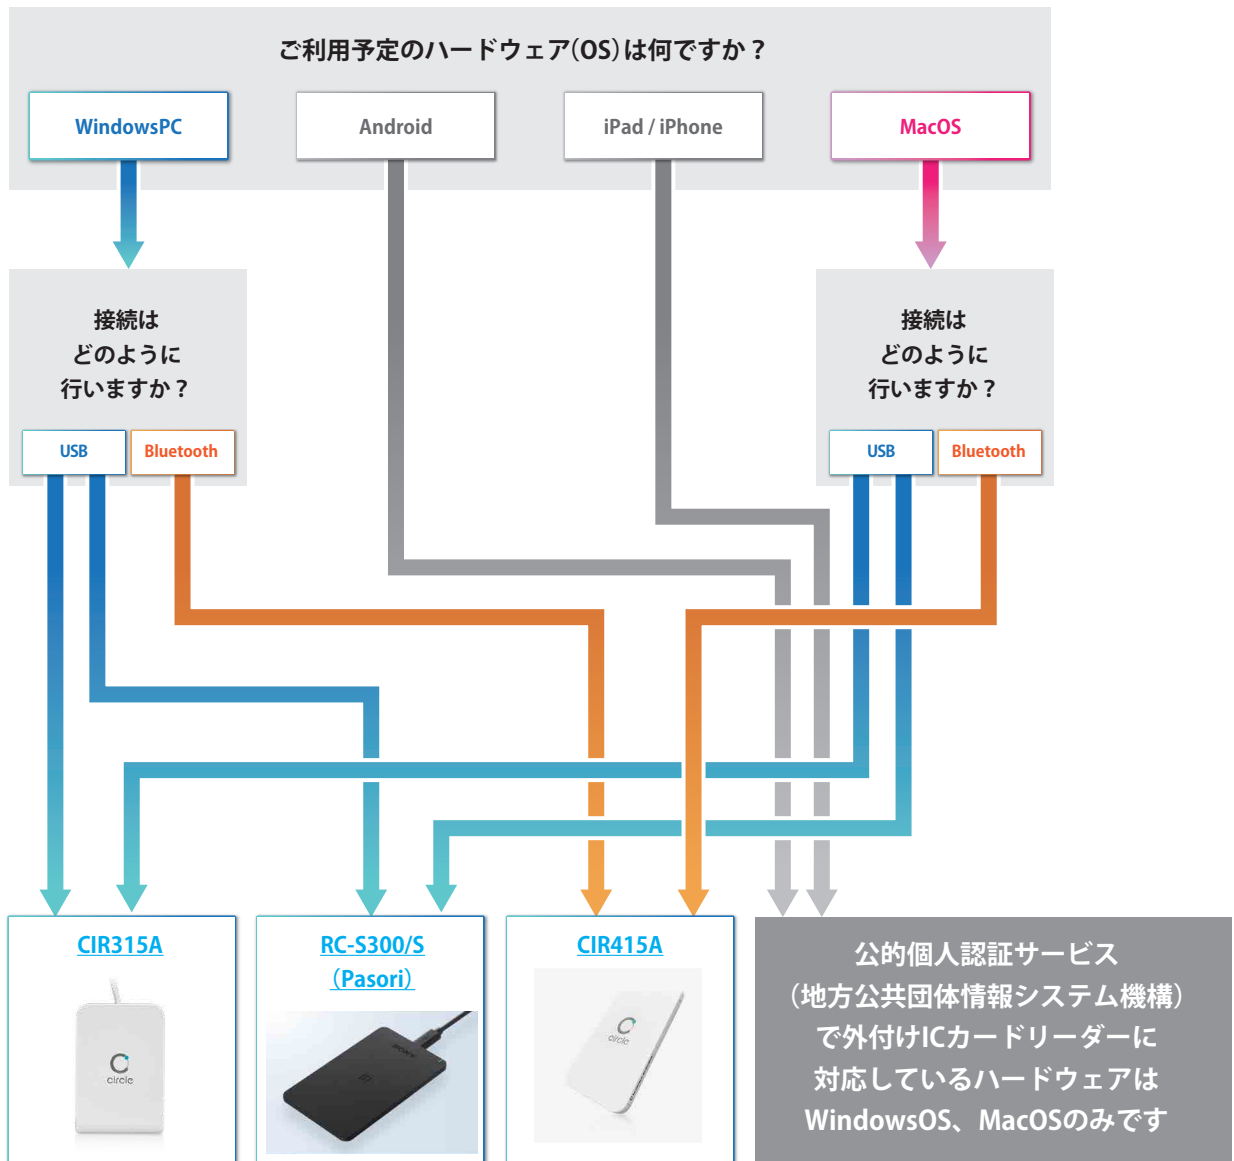 ご利用予定のハードウェア(OS)は何ですか？
WindowsPC
Android
iPad / iPhone
MacOS
接続は
どのように
行いますか？
USB
Bluetooth
接続は
どのように
行いますか？
USB
Bluetooth
CIR315A
circle
RC-S300/S
（Pasori）
SONY
CIR415A
circle
公的個人認証サービス
（地方公共団体情報システム機構）
で外付けICカードリーダーに
対応しているハードウェアは
WindowsOS、MacOSのみです